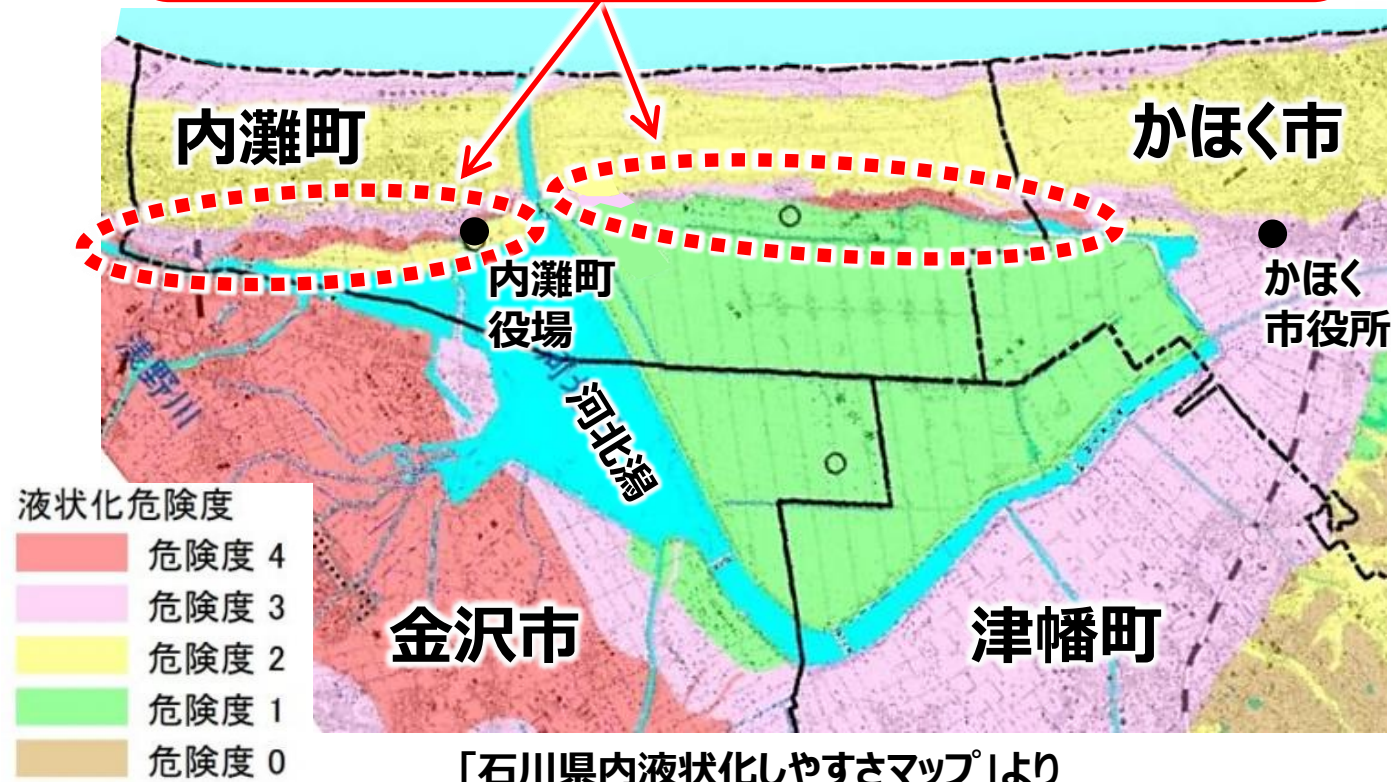 内灘町
かほく市
内灘町
役場
かほく
市役所
浅野川
河北潟
液状化危険度
危険度 4
危険度 3
危険度 2
危険度 1
危険度 0
金沢市
津幡町
「石川県内液状化しやすさマップ」より